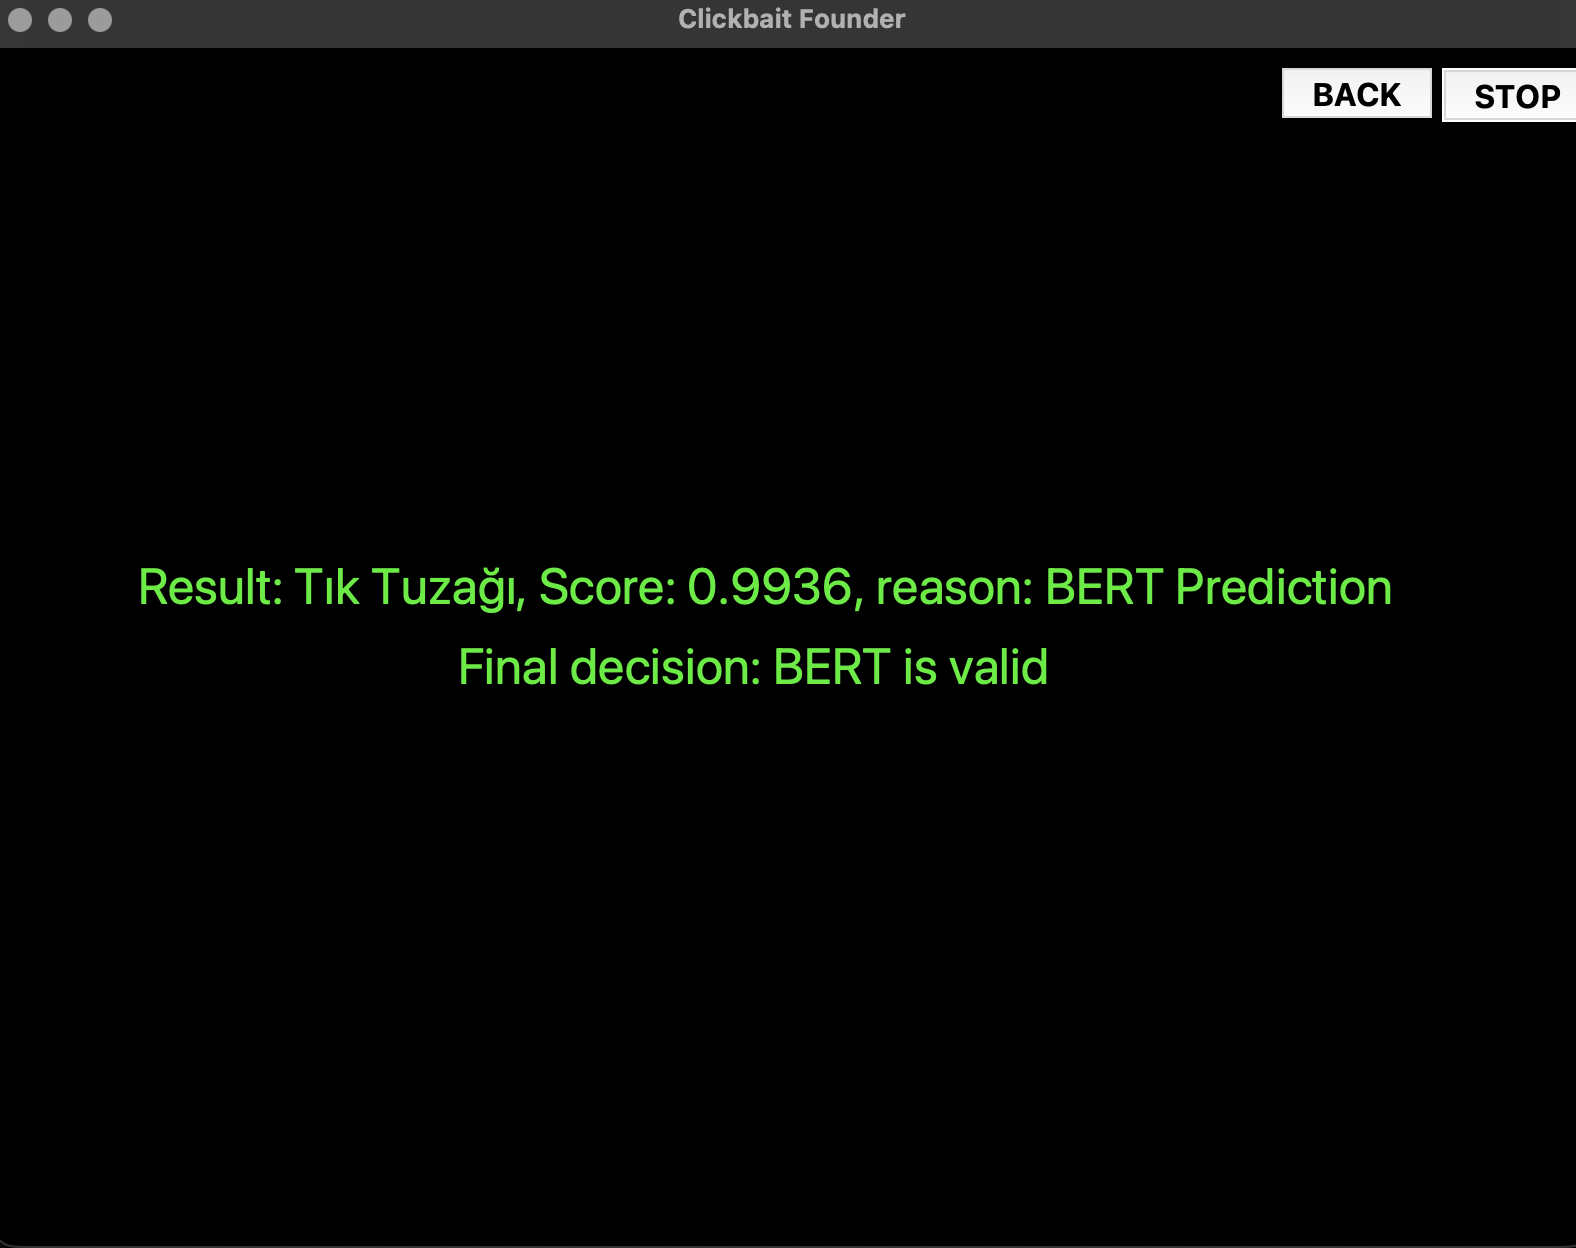 Clickbait Founder
BACK STOP
Result: Tık Tuzağı, Score: 0.9936, reason: BERT Prediction
Final decision: BERT is valid